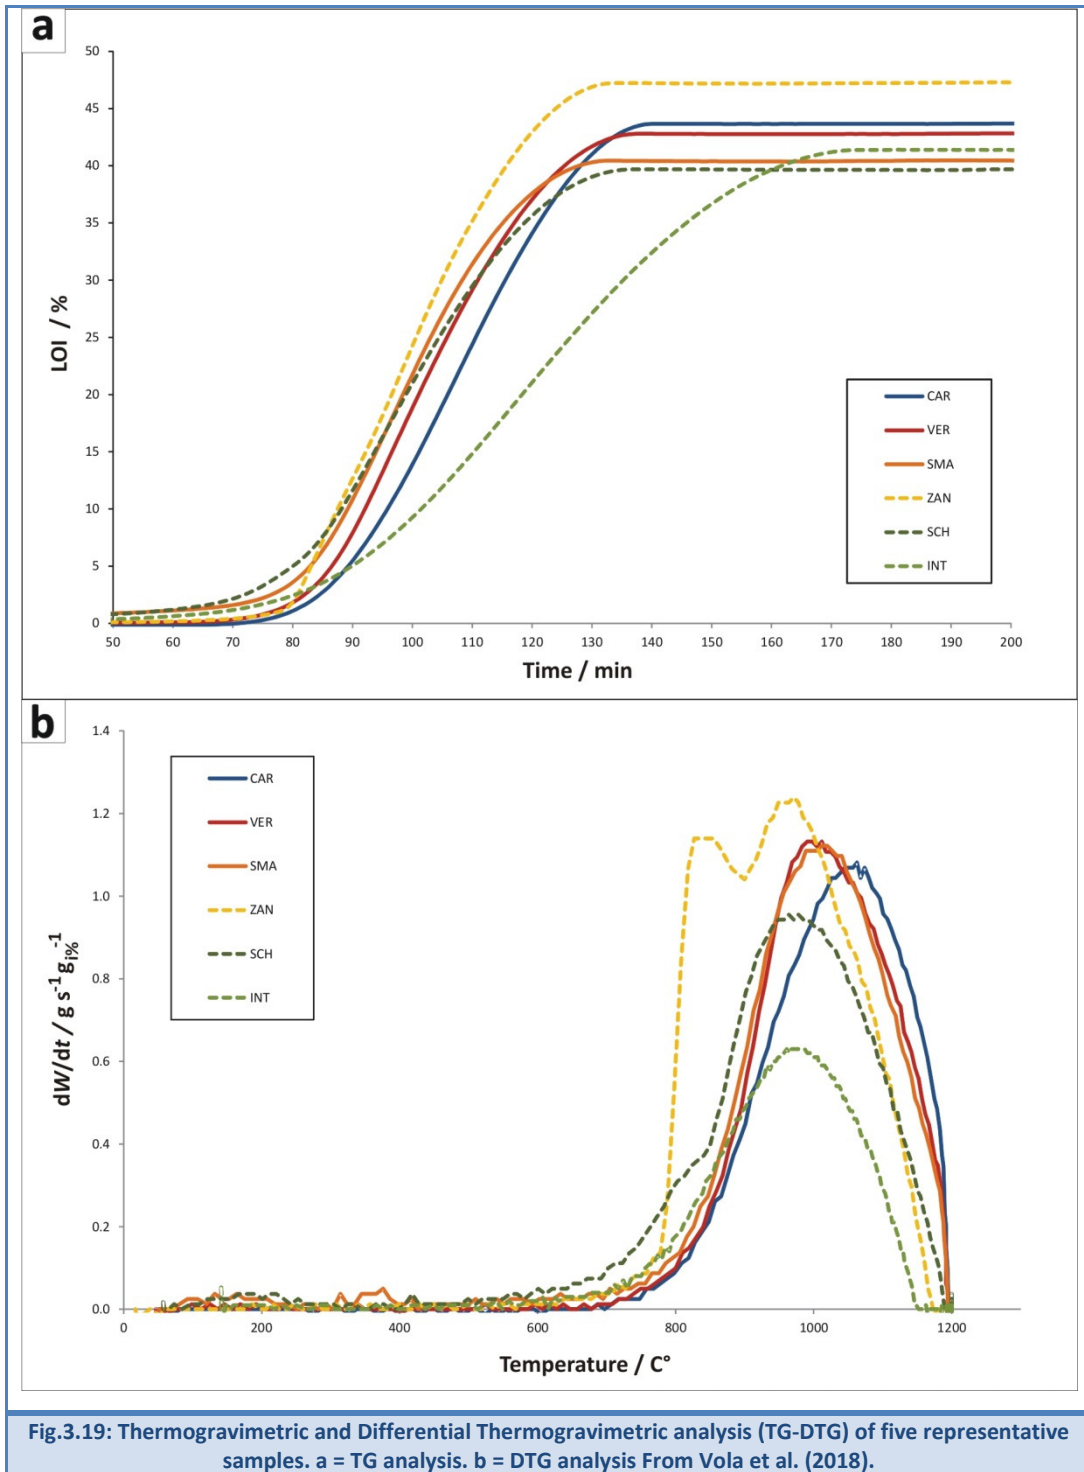 a
50
45
40
35
30
25
20
15
10
5
0
LOI / %
50 60 70 80 90 100 110 120 130 140 150 160 170 180 190 200
Time / min
CAR
VER
SMA
ZAN
SCH
INT
b
1.4
1.2
1.0
0.8
0.6
0.4
0.2
0.0
dW/dt / g s⁻¹ gᵢ%⁻¹
0 200 400 600 800 1000 1200
Temperature / C°
CAR
VER
SMA
ZAN
SCH
INT
Fig.3.19: Thermogravimetric and Differential Thermogravimetric analysis (TG-DTG) of five representative
samples. a = TG analysis. b = DTG analysis From Vola et al. (2018).